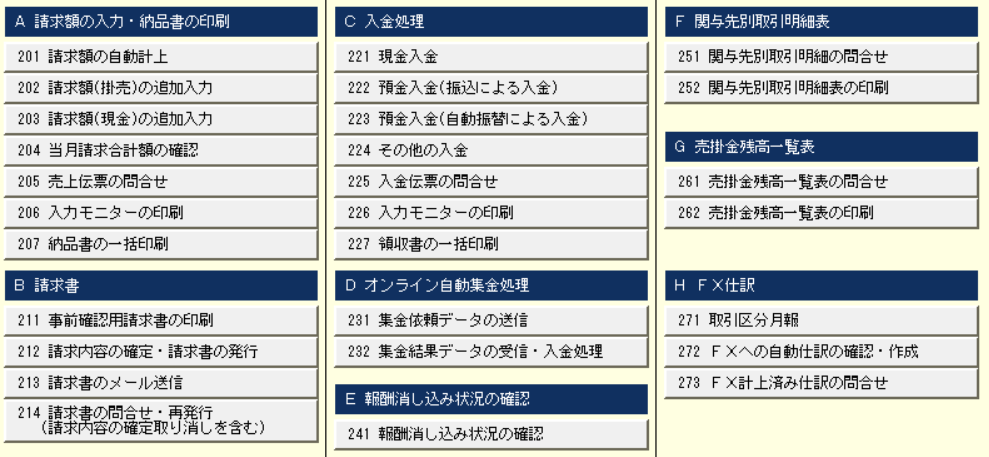 A 請求額の入力・納品書の印刷
201 請求額の自動計上
202 請求額(掛売)の追加入力
203 請求額(現金)の追加入力
204 当月請求合計額の確認
205 売上伝票の問合せ
206 入力モニターの印刷
207 納品書の一括印刷
B 請求書
211 事前確認用請求書の印刷
212 請求内容の確定・請求書の発行
213 請求書のメール送信
214 請求書の問合せ・再発行
(請求内容の確定取り消しを含む)
C 入金処理
221 現金入金
222 預金入金(振込による入金)
223 預金入金(自動振替による入金)
224 その他の入金
225 入金伝票の問合せ
226 入力モニターの印刷
227 領収書の一括印刷
D オンライン自動集金処理
231 集金依頼データの送信
232 集金結果データの受信・入金処理
E 報酬消し込み状況の確認
241 報酬消し込み状況の確認
F 関与先別取引明細表
251 関与先別取引明細の問合せ
252 関与先別取引明細表の印刷
G 売掛金残高一覧表
261 売掛金残高一覧表の問合せ
262 売掛金残高一覧表の印刷
H FX仕訳
271 取引区分月報
272 FXへの自動仕訳の確認・作成
273 FX計上済み仕訳の問合せ